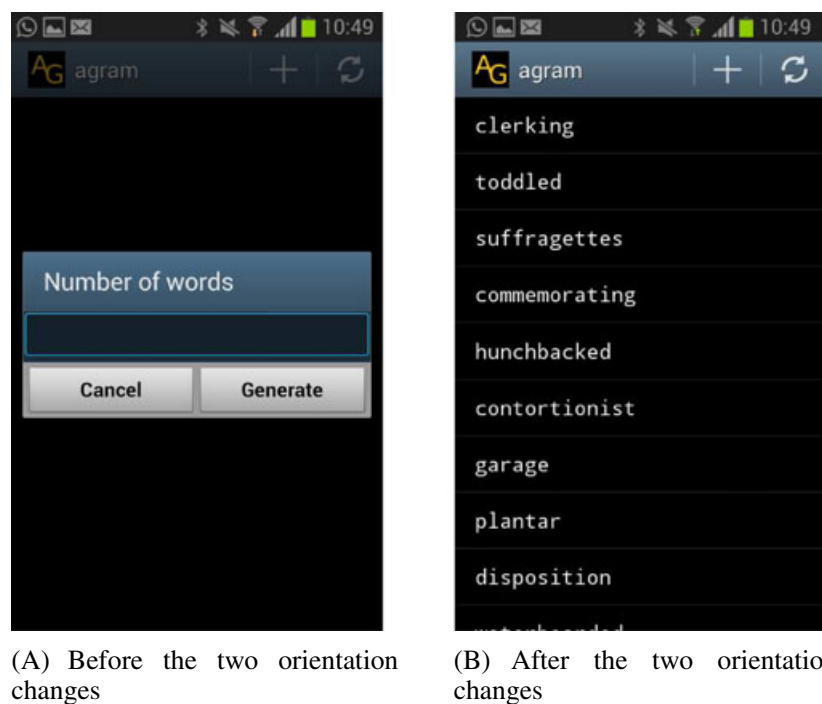 10:49
AG agram
Number of words
Cancel Generate
(A) Before the two orientation
changes
10:49
AG agram
clerking
toddled
suffragettes
commemorating
hunchbacked
contortionist
garage
plantar
disposition
(B) After the two orientatio
changes